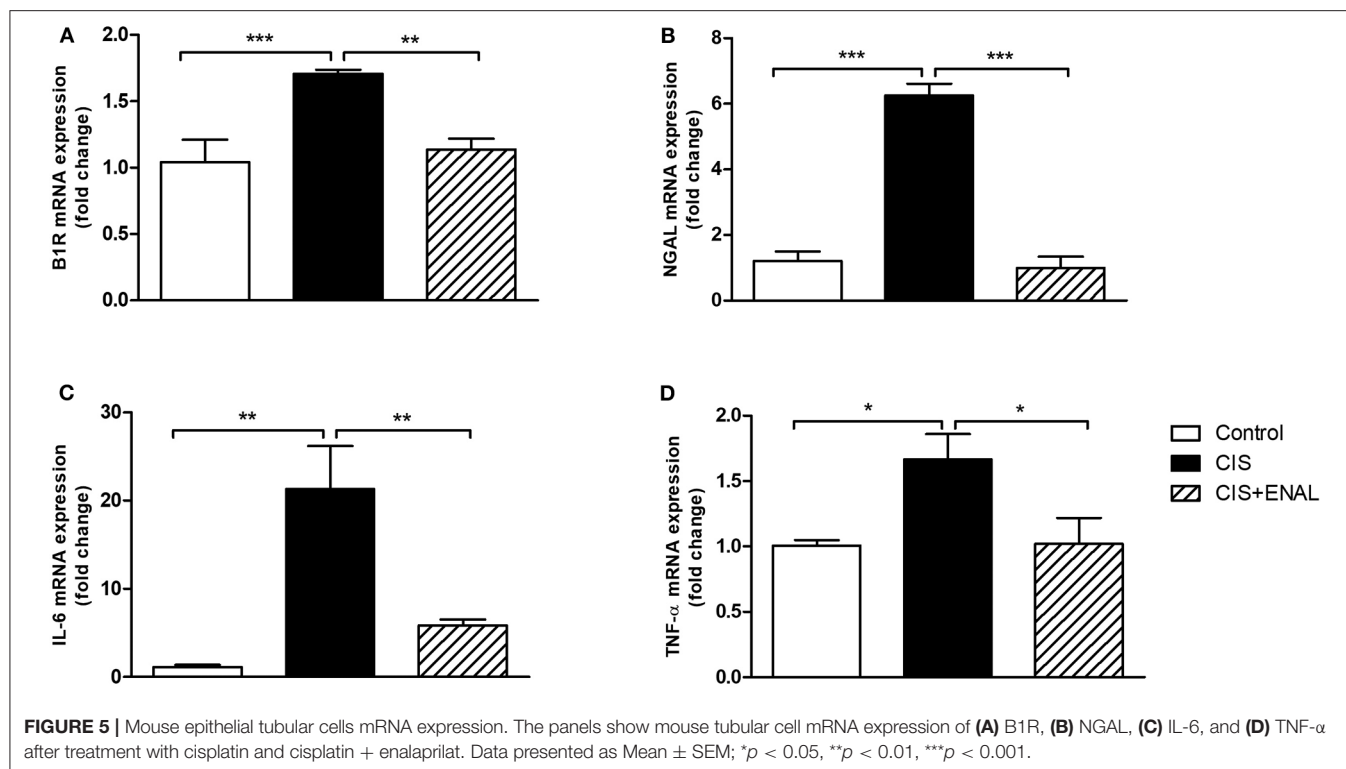 A
B1R mRNA expression
(fold change)
2.0
1.5
1.0
0.5
0.0
***
**
B
NGAL mRNA expression
(fold change)
8
6
4
2
0
***
***
C
IL-6 mRNA expression
(fold change)
30
20
10
0
**
**
D
TNF-α mRNA expression
(fold change)
2.0
1.5
1.0
0.5
0.0
*
*
Control
CIS
CIS+ENAL
FIGURE 5 | Mouse epithelial tubular cells mRNA expression. The panels show mouse tubular cell mRNA expression of (A) B1R, (B) NGAL, (C) IL-6, and (D) TNF-α
after treatment with cisplatin and cisplatin + enalaprilat. Data presented as Mean ± SEM; *p < 0.05, **p < 0.01, ***p < 0.001.